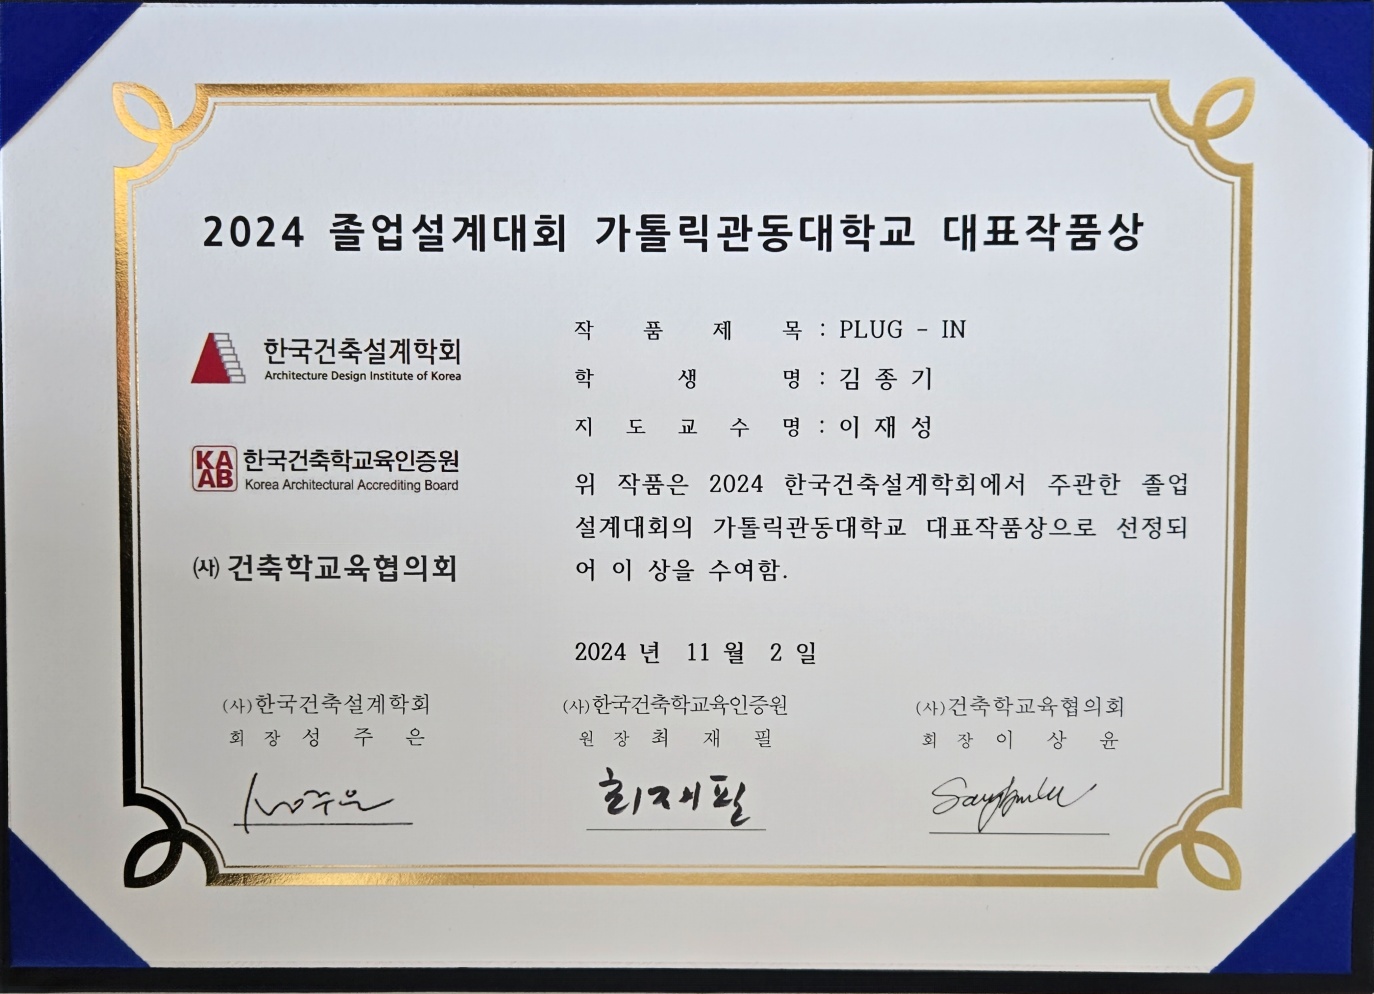 2024 졸업설계대회 가톨릭관동대학교 대표작품상
한국건축설계학회
Architecture Design Institute of Korea
KAAB
한국건축학교육인증원
Korea Architectural Accrediting Board
(사) 건축학교육협의회
작 품 제 목 : PLUG - IN
학 생 명 : 김 종 기
지 도 교 수 명 : 이 재 성
위 작품은 2024 한국건축설계학회에서 주관한 졸업
설계대회의 가톨릭관동대학교 대표작품상으로 선정되
어 이 상을 수여함.
2024 년 11 월 2 일
(사)한국건축설계학회
회 장 성 주 은
(사)한국건축학교육인증원
원 장 최 재 필
최재필
(사)건축학교육협의회
회 장 이 상 윤